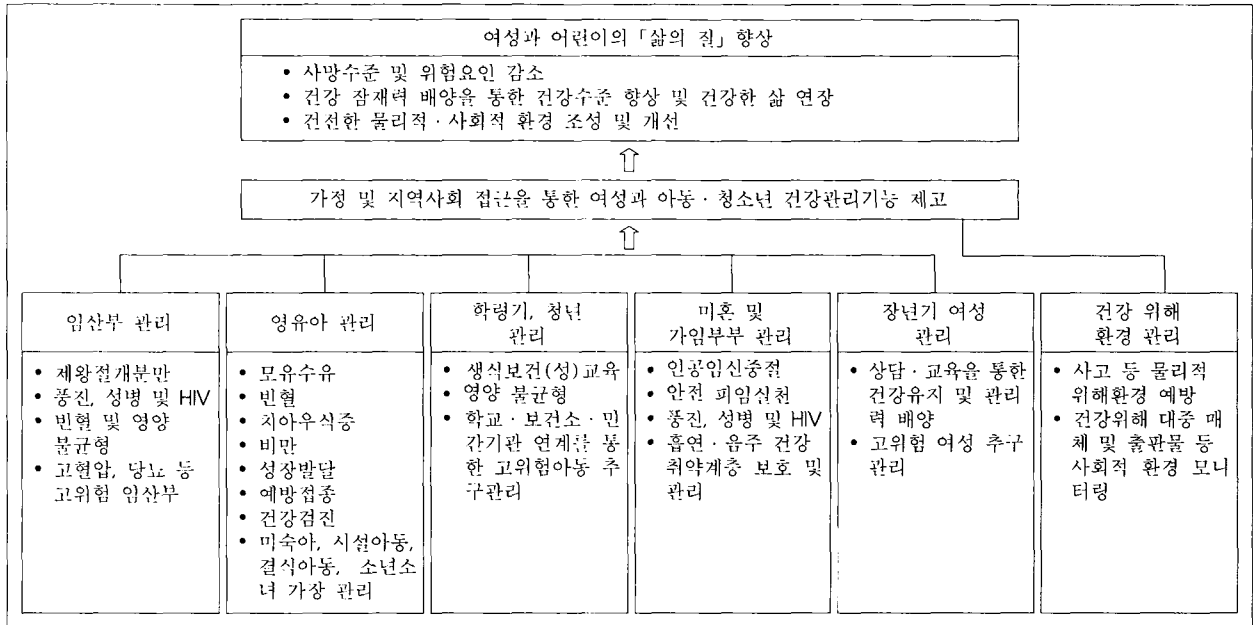 여성과 어린이의 「삶의 질」 향상
• 사망수준 및 위험요인 감소
• 건강 잠재력 배양을 통한 건강수준 향상 및 건강한 삶 연장
• 건전한 물리적·사회적 환경 조성 및 개선
가정 및 지역사회 접근을 통한 여성과 아동·청소년 건강관리기능 제고
임산부 관리
• 제왕절개분만
• 풍진, 성병 및 HIV
• 빈혈 및 영양
불균형
• 고혈압, 당뇨 등
고위험 임산부
영유아 관리
• 모유수유
• 빈혈
• 치아우식증
• 비만
• 성장발달
• 예방접종
• 건강검진
• 미숙아, 시설아동,
결식아동, 소년소
녀 가장 관리
학령기, 청년
관리
• 생식보건(성)교육
• 영양 불균형
• 학교·보건소·민
간기관 연계를 통
한 고위험아동 추
구관리
미혼 및
가임부부 관리
• 인공임신중절
• 안전 피임실천
• 풍진, 성병 및 HIV
• 흡연·음주 건강
취약계층 보호 및
관리
장년기 여성
관리
• 상담·교육을 통한
건강유지 및 관리
력 배양
• 고위험 여성 추구
관리
건강 위해
환경 관리
• 사고 등 물리적
위해환경 예방
• 건강위해 대중 매
체 및 출판물 등
사회적 환경 모니
터링